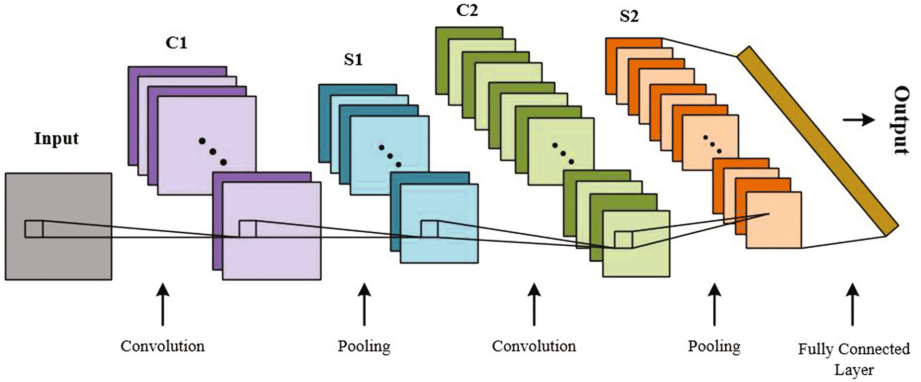 Input
C1
S1
C2
S2
Output
Convolution
Pooling
Convolution
Pooling
Fully Connected
Layer